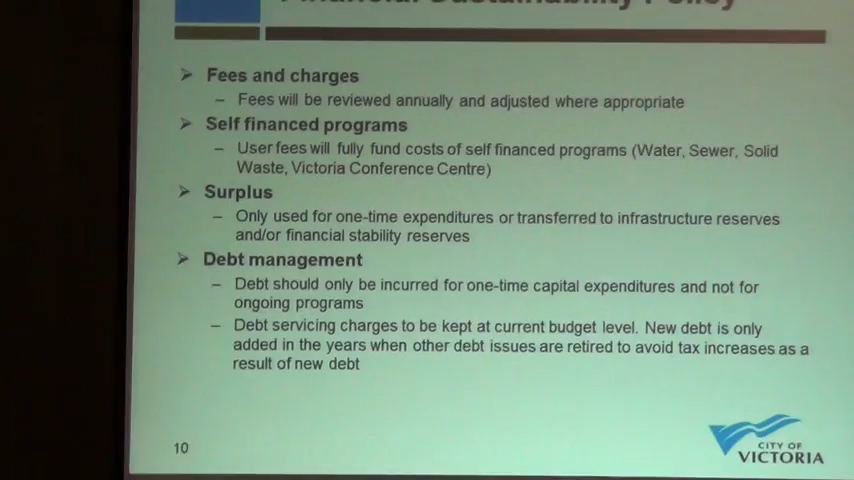 Financial Sustainability Policy
➢ Fees and charges
– Fees will be reviewed annually and adjusted where appropriate
➢ Self financed programs
– User fees will fully fund costs of self financed programs (Water, Sewer, Solid
Waste, Victoria Conference Centre)
➢ Surplus
– Only used for one-time expenditures or transferred to infrastructure reserves
and/or financial stability reserves
➢ Debt management
– Debt should only be incurred for one-time capital expenditures and not for
ongoing programs
– Debt servicing charges to be kept at current budget level. New debt is only
added in the years when other debt issues are retired to avoid tax increases as a
result of new debt
10
CITY OF
VICTORIA